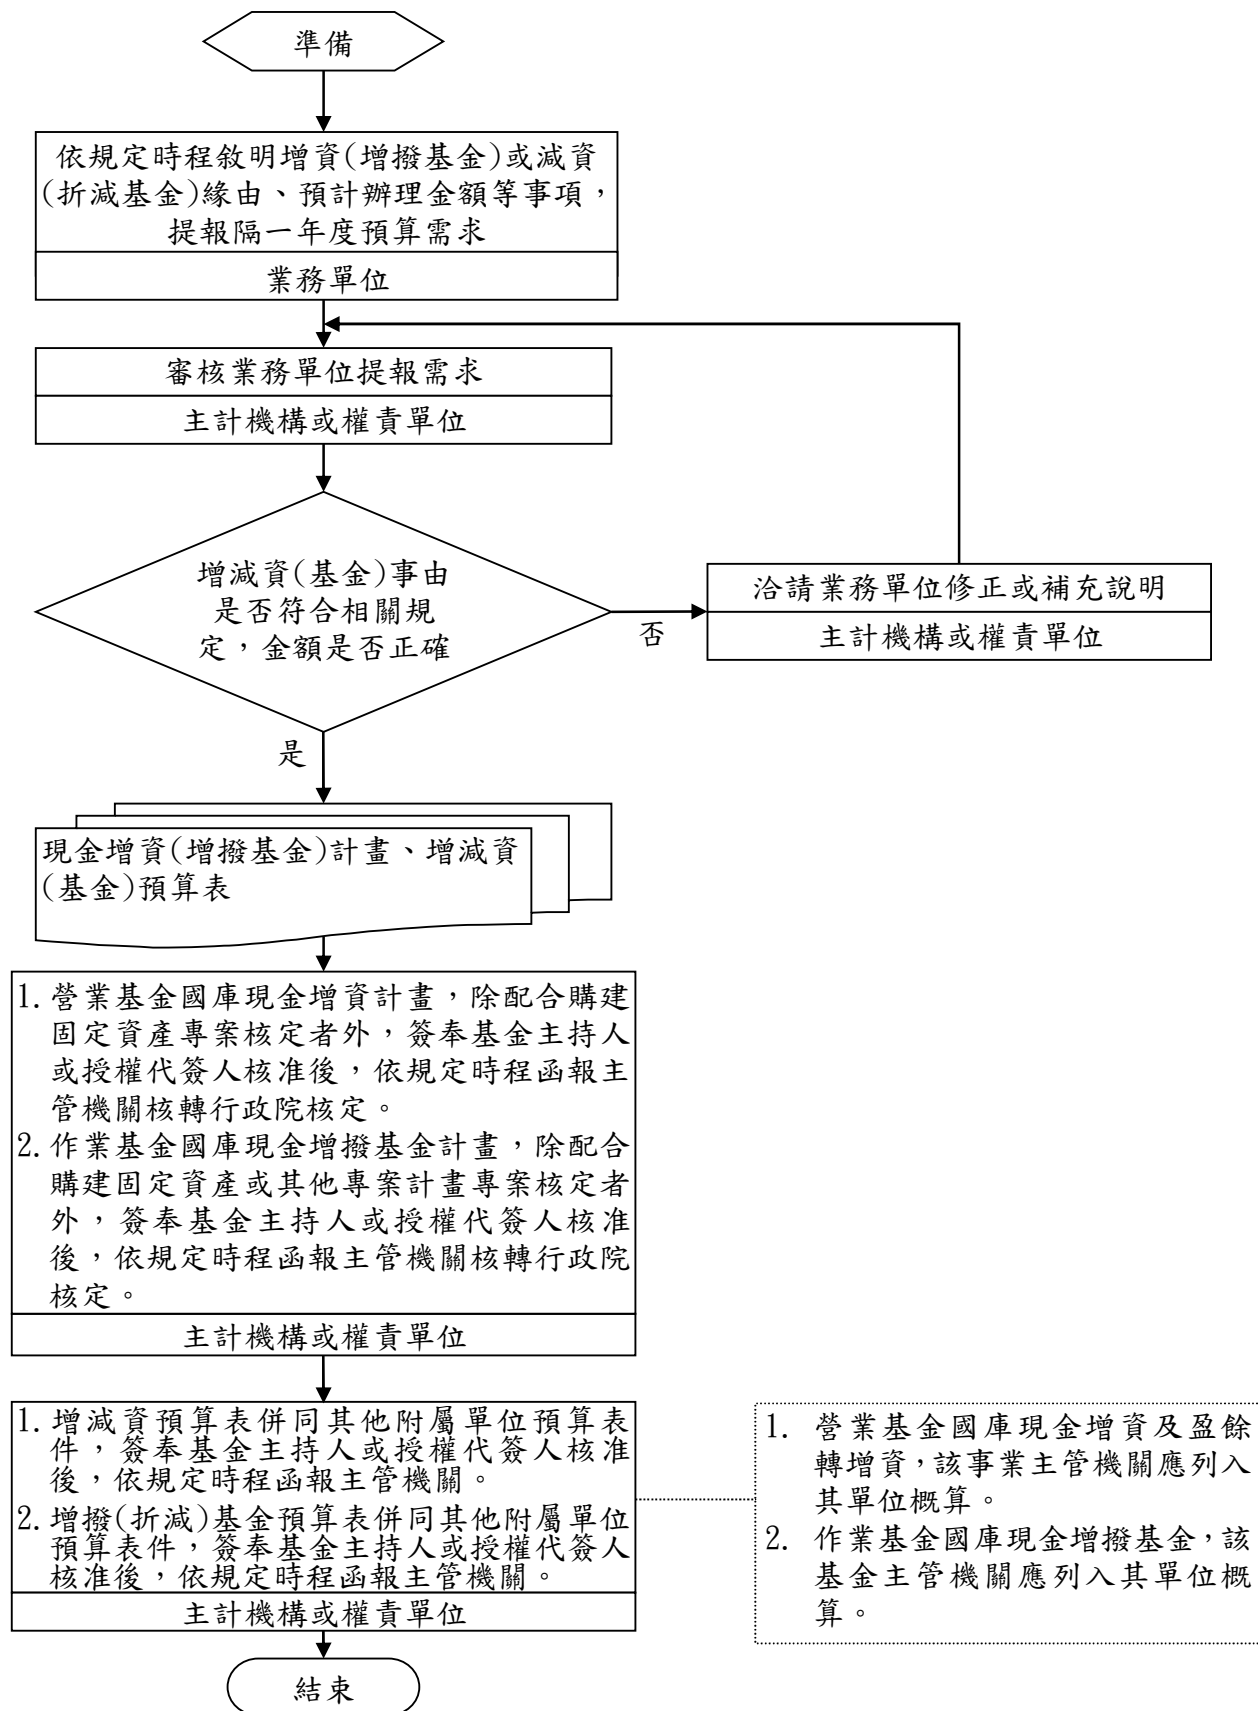 準備
依規定時程敘明增資(增撥基金)或減資
(折減基金)緣由、預計辦理金額等事項，
提報隔一年度預算需求
業務單位
審核業務單位提報需求
主計機構或權責單位
增減資(基金)事由
是否符合相關規
定，金額是否正確
否
洽請業務單位修正或補充說明
主計機構或權責單位
是
現金增資(增撥基金)計畫、增減資
(基金)預算表
1. 營業基金國庫現金增資計畫，除配合購建
固定資產專案核定者外，簽奉基金主持人
或授權代簽人核准後，依規定時程函報主
管機關核轉行政院核定。
2. 作業基金國庫現金增撥基金計畫，除配合
購建固定資產或其他專案計畫專案核定者
外，簽奉基金主持人或授權代簽人核准
後，依規定時程函報主管機關核轉行政院
核定。
主計機構或權責單位
1. 增減資預算表併同其他附屬單位預算表
件，簽奉基金主持人或授權代簽人核准
後，依規定時程函報主管機關。
2. 增撥(折減)基金預算表併同其他附屬單位
預算表件，簽奉基金主持人或授權代簽人
核准後，依規定時程函報主管機關。
主計機構或權責單位
1. 營業基金國庫現金增資及盈餘
轉增資，該事業主管機關應列入
其單位概算。
2. 作業基金國庫現金增撥基金，該
基金主管機關應列入其單位概
算。
結束